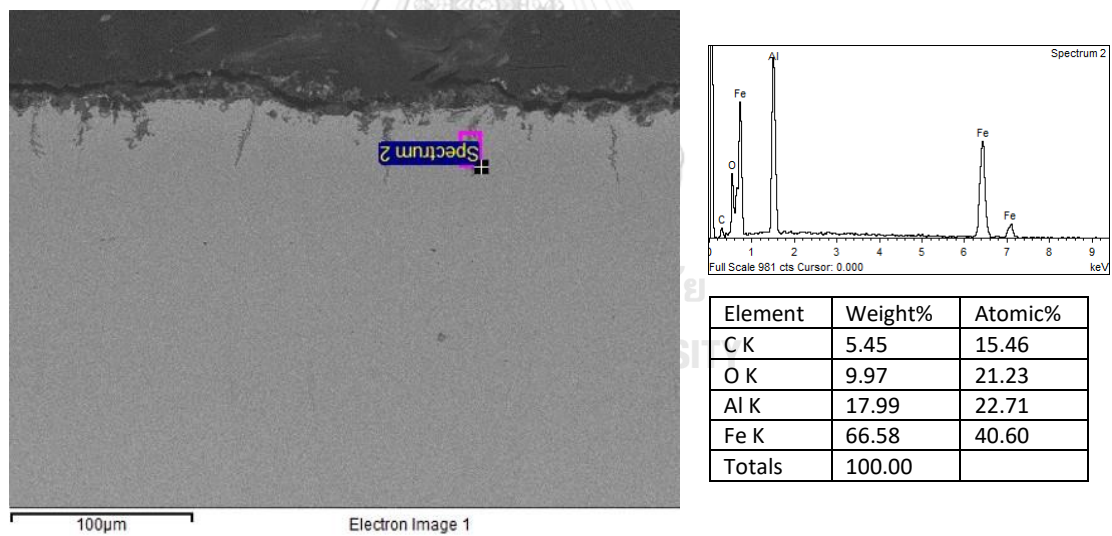 Spectrum 2
100µm
Electron Image 1
Spectrum 2
Al
Fe
Fe
O
Fe
C
1 2 3 4 5 6 7 8 9
Full Scale 981 cts Cursor: 0.000 keV
Element Weight% Atomic%
C K 5.45 15.46
O K 9.97 21.23
Al K 17.99 22.71
Fe K 66.58 40.60
Totals 100.00